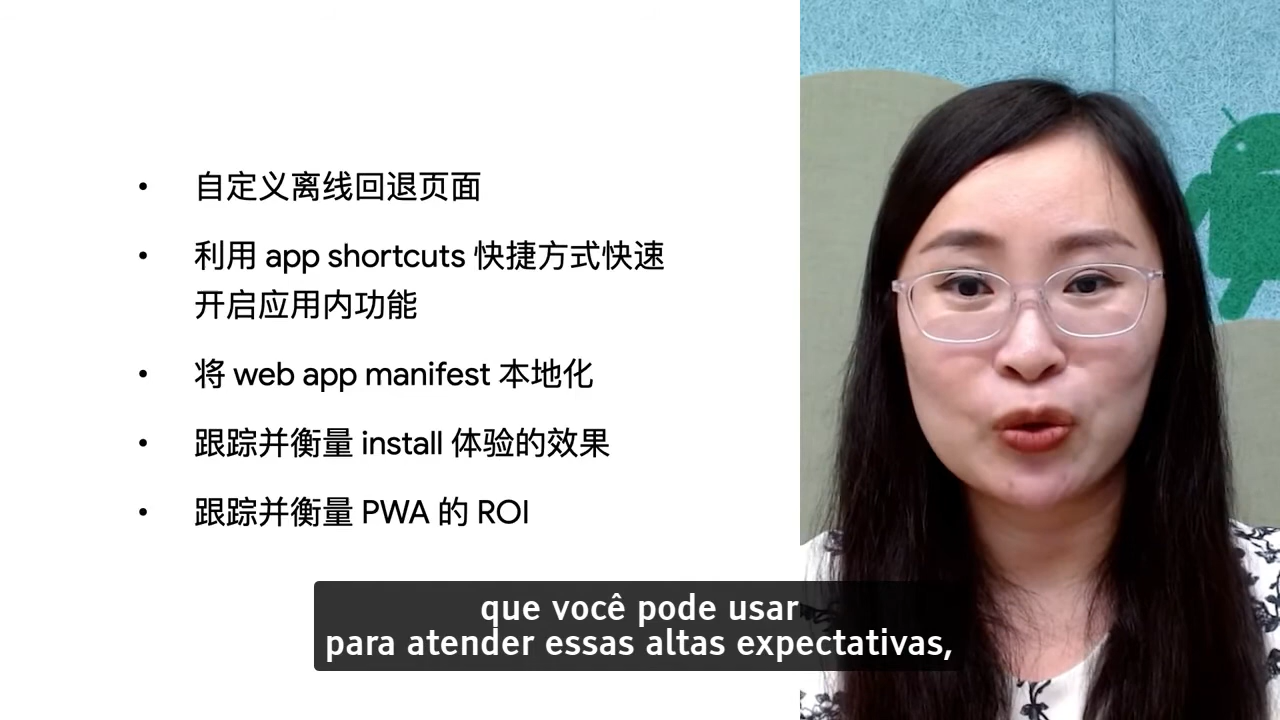 • 自定义离线回退页面
• 利用 app shortcuts 快捷方式快速
开启应用内功能
• 将 web app manifest 本地化
• 跟踪并衡量 install 体验的效果
• 跟踪并衡量 PWA 的 ROI
que você pode usar
para atender essas altas expectativas,